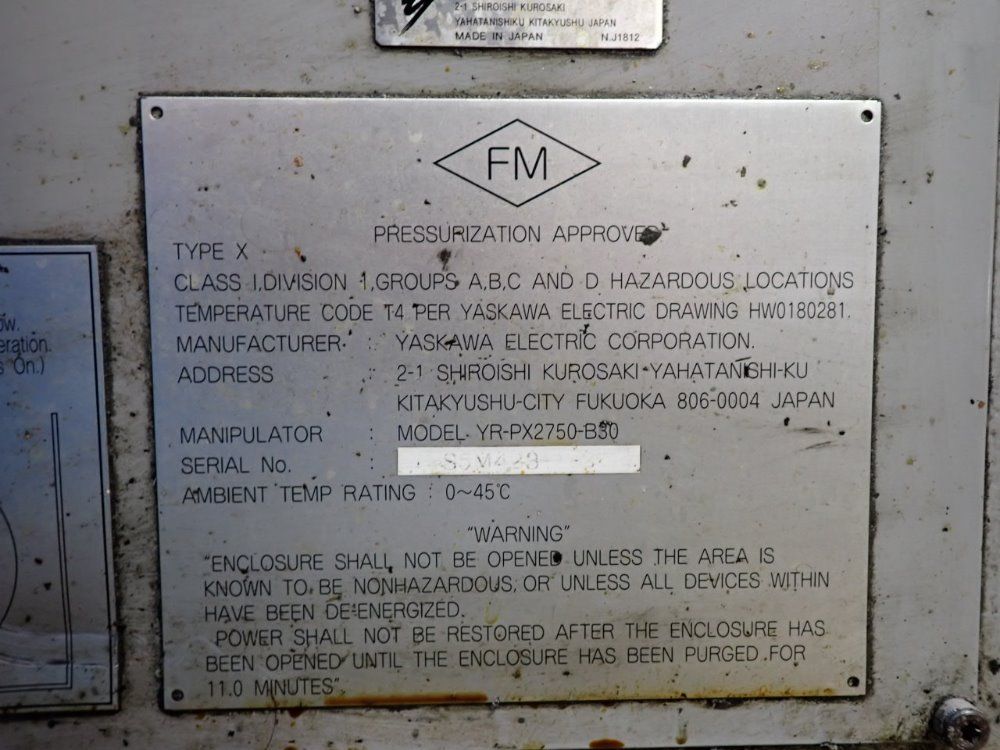 2-1 SHIROISHI KUROSAKI
YAHATANISHIKU KITAKYUSHU JAPAN
MADE IN JAPAN N.J1812
FM
PRESSURIZATION APPROVED
TYPE X
CLASS I,DIVISION 1,GROUPS A,B,C AND D HAZARDOUS LOCATIONS
TEMPERATURE CODE T4 PER YASKAWA ELECTRIC DRAWING HW0180281.
MANUFACTURER : YASKAWA ELECTRIC CORPORATION.
ADDRESS : 2-1 SHIROISHI KUROSAKI YAHATANISHI-KU
KITAKYUSHU-CITY FUKUOKA 806-0004 JAPAN
MANIPULATOR : MODEL YR-PX2750-B30
SERIAL No. :
AMBIENT TEMP RATING : 0~45℃
"WARNING"
"ENCLOSURE SHALL NOT BE OPENED UNLESS THE AREA IS
KNOWN TO BE NONHAZARDOUS, OR UNLESS ALL DEVICES WITHIN
HAVE BEEN DE-ENERGIZED.
POWER SHALL NOT BE RESTORED AFTER THE ENCLOSURE HAS
BEEN OPENED UNTIL THE ENCLOSURE HAS BEEN PURGED FOR
11.0 MINUTES".
On.)